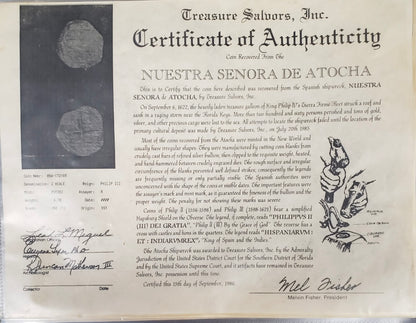 Treasure Salvors, Inc.
Certificate of Authenticity
Coin Recovered From The
NUESTRA SENORA DE ATOCHA
This is to Certify that the coin here described was recovered from the Spanish shipwreck, NUESTRA
SENORA de ATOCHA, by Treasure Salvors, Inc.
On September 6, 1622, the heavily laden treasure galleon of King Philip IV's Tierra Firme Fleet struck a reef and
sank in a raging storm near the Florida Keys. More than two hundred and sixty persons perished and tons of gold,
silver, and other precious cargo were lost to the sea. All attempts to locate the shipwreck failed until the location of the
primary cultural deposit was made by Treasure Salvors, Inc., on July 20th, 1985.
Most of the coins recovered from the Atocha were minted in the New World and
usually have irregular shapes. They were manufactured by cutting coin blanks from
crudely cast bars of refined silver bullion, then clipped to the requisite weight, heated,
and hand-hammered between crudely engraved dies. The rough surface and irregular
circumference of the blanks prevented well defined strikes; consequently, the legends
are frequently missing or only partially visible. The Spanish authorities were
unconcerned with the shape of the coins or visible dates. The important features were
the assayer's mark and mint mark, as it guaranteed the fineness of the bullion and the
proper weight. The penalty for not showing these marks was severe.
Coins of Philip II (1556-1598) and Philip III (1598-1621) bear a simplified
Hapsburg Shield on the Obverse. The legend, if complete, reads "PHILIPPVS II
(III) DEI GRATIA". "Philip II (III) By the Grace of God". The reverse has a
cross with castles and lions in the quarters. The legend reads "HISPANIARVM
ET INDIARVMREX", "King of Spain and the Indies."
The Atocha Shipwreck was awarded to Treasure Salvors, Inc. by the Admiralty
Jurisdiction of the United States District Court for the Southern District of Florida
and by the United States Supreme Court, and it artifacts have remained in Treasure
Salvors, Inc. possession until this time.
Certified this 19th day of September, 1986.
Denomination: 8 REALS
Reign: PHILIP III
Mint: POTOSI
Grade:
Weight:
Date: ####
Assayer:
Mel Fisher
Melvin Fisher, President
Curator
Date